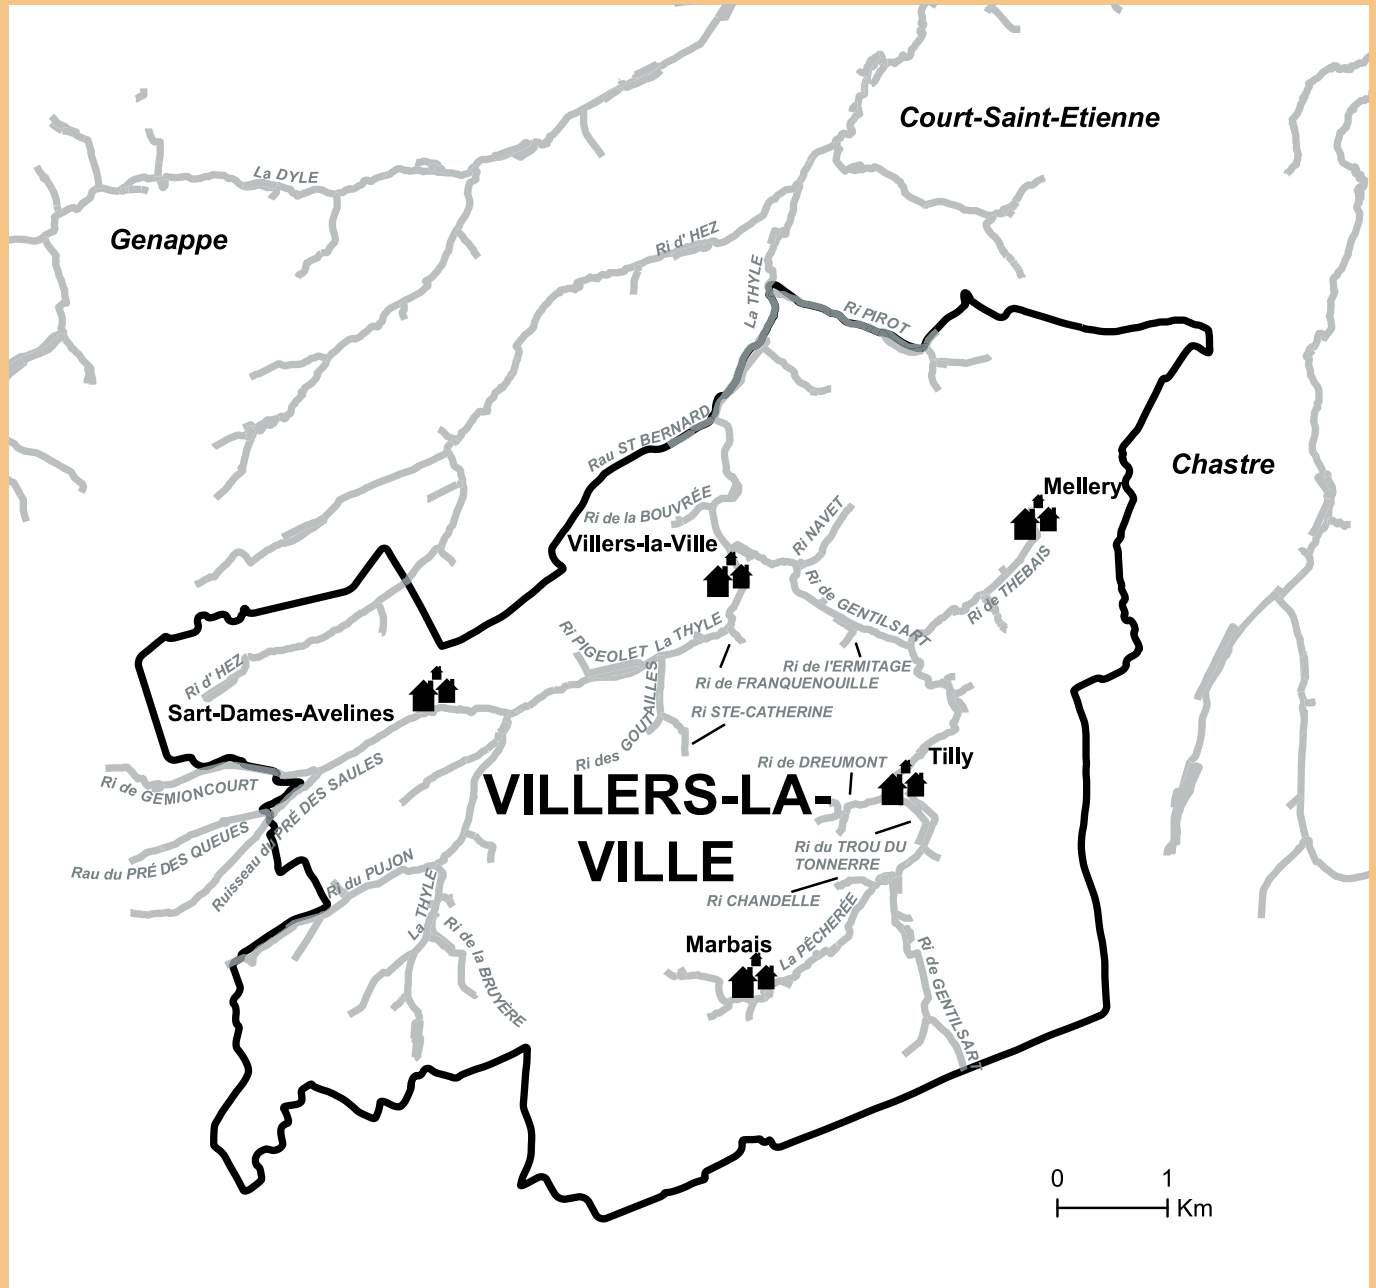 Court-Saint-Etienne
La DYLE
Genappe
Ri d' HEZ
La THYLE
Ri PIROT
Rau ST BERNARD
Chastre
Mellery
Ri de la BOUVRÉE
Ri NAVET
Villers-la-Ville
Ri de THEBAIS
Ri de GENTILSART
Ri PIGEOLET
La THYLE
Ri de l'ERMITAGE
Ri d' HEZ
Ri de FRANQUENOUILLE
Sart-Dames-Avelines
Ri STE-CATHERINE
Ri des GOUTAILLES
Tilly
Ri de DREUMONT
Ri de GEMIONCOURT
VILLERS-LA-
VILLE
Ruisseau du PRÉ DES SAULES
Rau du PRÉ DES QUEUES
Ri du TROU DU
TONNERRE
Ri du PUJON
Ri CHANDELLE
La THYLE
Ri de la BRUYÈRE
Marbais
La PÊCHERÉE
Ri de GENTILSART
0 1
Km